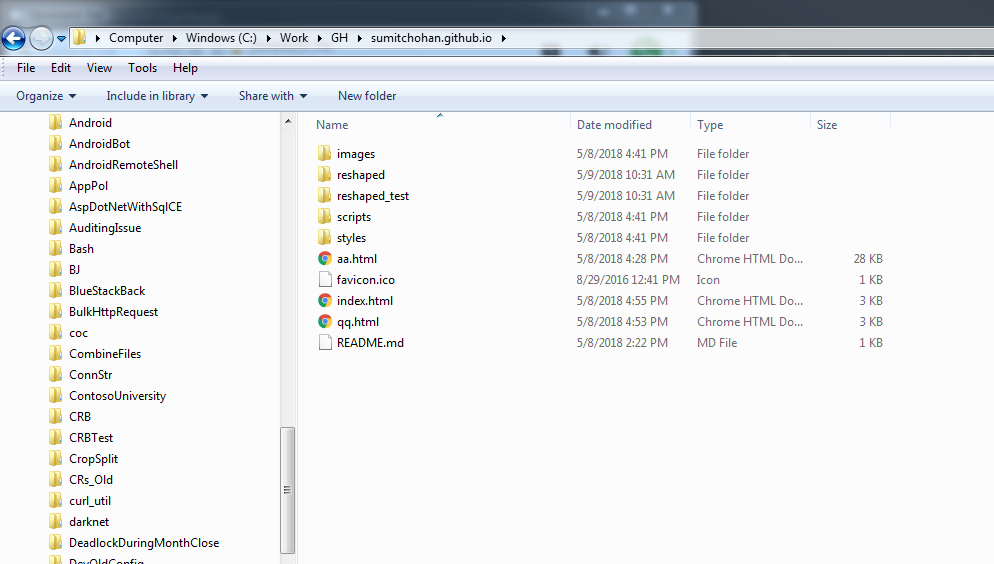 Computer Windows (C:) Work GH sumitchohan.github.io
File Edit View Tools Help
Organize Include in library Share with New folder
Android
AndroidBot
AndroidRemoteShell
AppPol
AspDotNetWithSqlCE
AuditingIssue
Bash
BJ
BlueStackBack
BulkHttpRequest
coc
CombineFiles
ConnStr
ContosoUniversity
CRB
CRBTest
CropSplit
CRs_Old
curl_util
darknet
DeadlockDuringMonthClose
DevOldConfig
Name Date modified Type Size
images 5/8/2018 4:41 PM File folder
reshaped 5/9/2018 10:31 AM File folder
reshaped_test 5/9/2018 10:31 AM File folder
scripts 5/8/2018 4:41 PM File folder
styles 5/8/2018 4:41 PM File folder
aa.html 5/8/2018 4:28 PM Chrome HTML Do... 28 KB
favicon.ico 8/29/2016 12:41 PM Icon 1 KB
index.html 5/8/2018 4:55 PM Chrome HTML Do... 3 KB
qq.html 5/8/2018 4:53 PM Chrome HTML Do... 3 KB
README.md 5/8/2018 2:22 PM MD File 1 KB